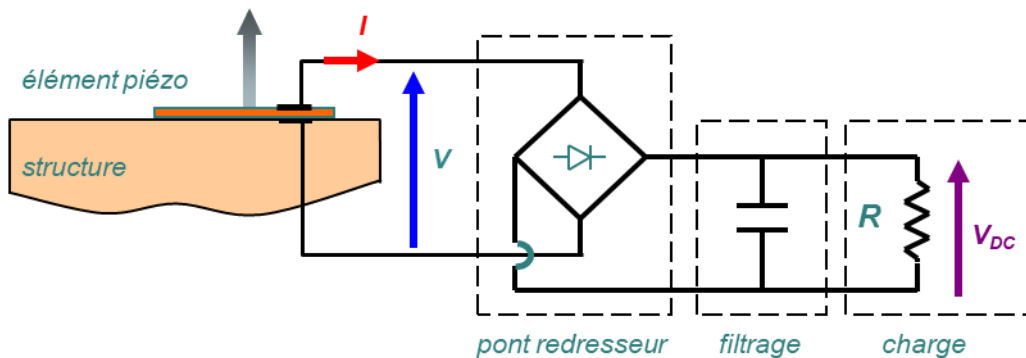 I
élément piézo
structure
V
R
V_DC
pont redresseur
filtrage
charge